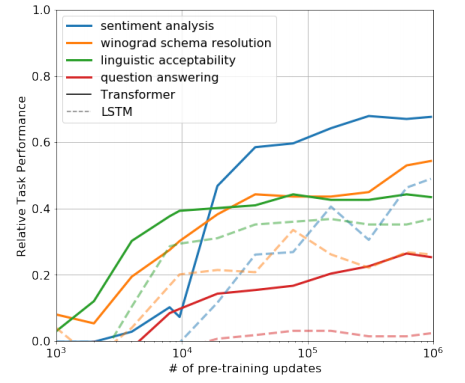 1.0
0.8
0.6
0.4
0.2
0.0
Relative Task Performance
sentiment analysis
winograd schema resolution
linguistic acceptability
question answering
Transformer
LSTM
10³ 10⁴ 10⁵ 10⁶
# of pre-training updates